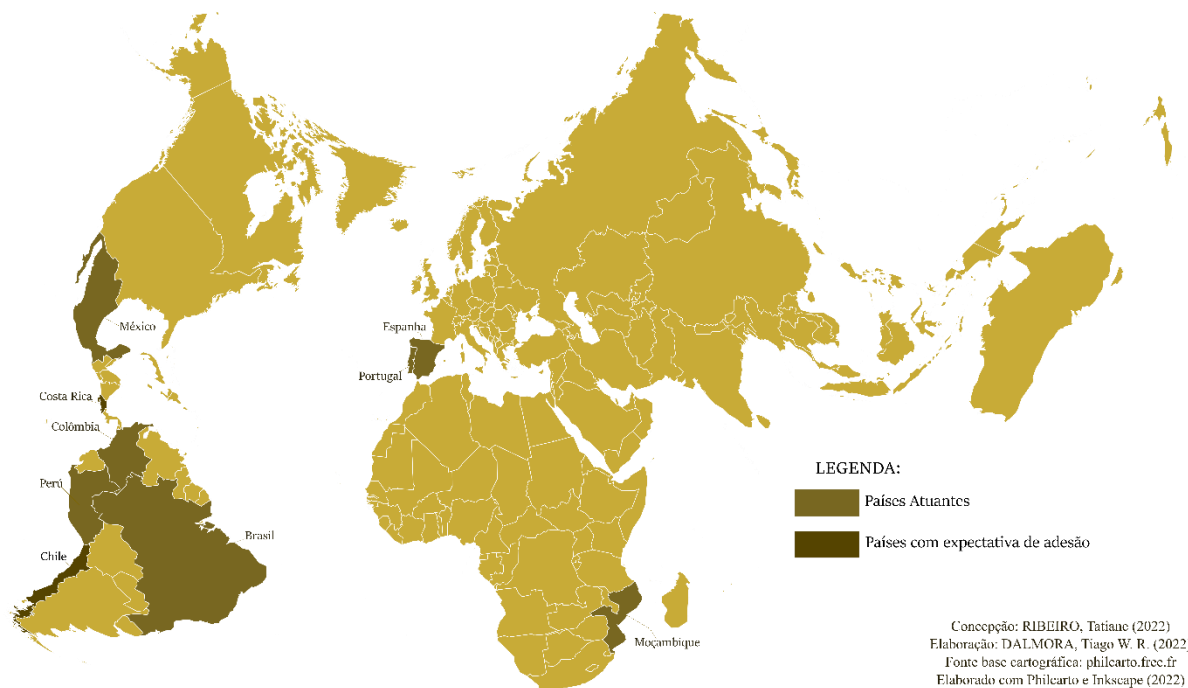 México
Espanha
Portugal
Costa Rica
Colômbia
Perú
Brasil
Chile
Moçambique
LEGENDA:
Países Atuantes
Países com expectativa de adesão
Concepção: RIBEIRO, Tatiane (2022)
Elaboração: DALMORA, Tiago W. R. (2022)
Fonte base cartográfica: philcarto.free.fr
Elaborado com Philcarto e Inkscape (2022)